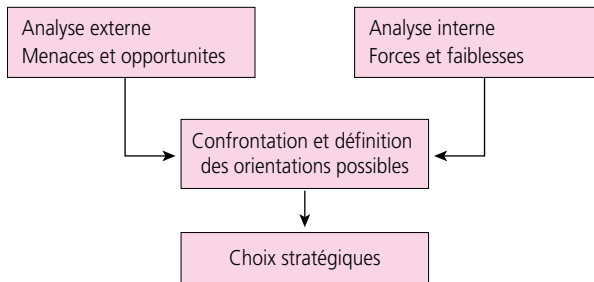 Analyse externe
Menaces et opportunites
Analyse interne
Forces et faiblesses
Confrontation et définition
des orientations possibles
Choix stratégiques